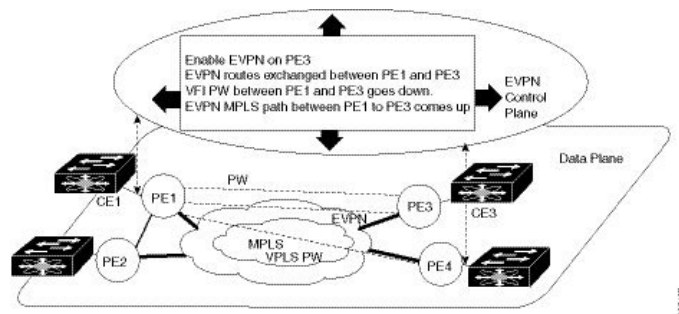 Enable EVPN on PE3
EVPN routes exchanged between PE1 and PE3
VFI PW between PE1 and PE3 goes down.
EVPN MPLS path between PE1 to PE3 comes up
EVPN
Control
Plane
Data Plane
PW
CE1
PE1
PE3
CE3
EVPN
MPLS
VPLS PW
PE2
PE4